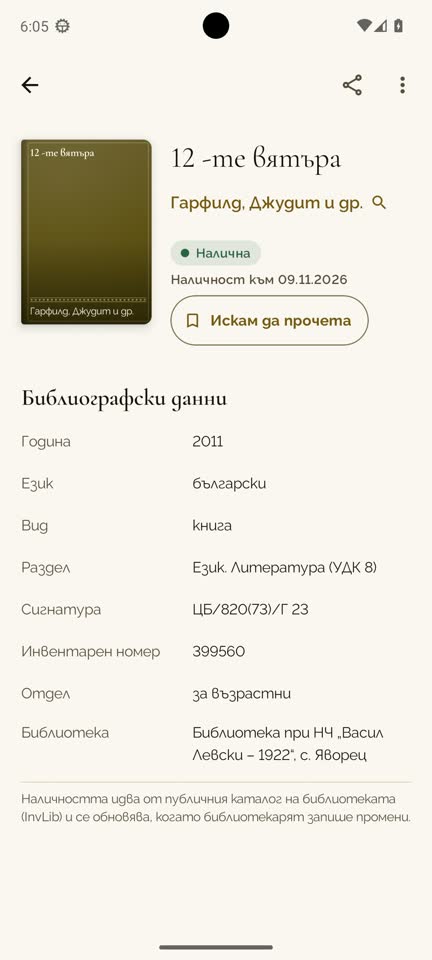 6:05
12 -те вятъра
Гарфилд, Джудит и др.
12 -те вятъра
Гарфилд, Джудит и др.
Налична
Наличност към 09.11.2026
Искам да прочета
Библиографски данни
Година 2011
Език български
Вид книга
Раздел Език. Литература (УДК 8)
Сигнатура ЦБ/820(73)/Г 23
Инвентарен номер 399560
Отдел за възрастни
Библиотека Библиотека при НЧ „Васил
Левски – 1922“, с. Яворец
Наличността идва от публичния каталог на библиотеката
(InvLib) и се обновява, когато библиотекарят запише промени.